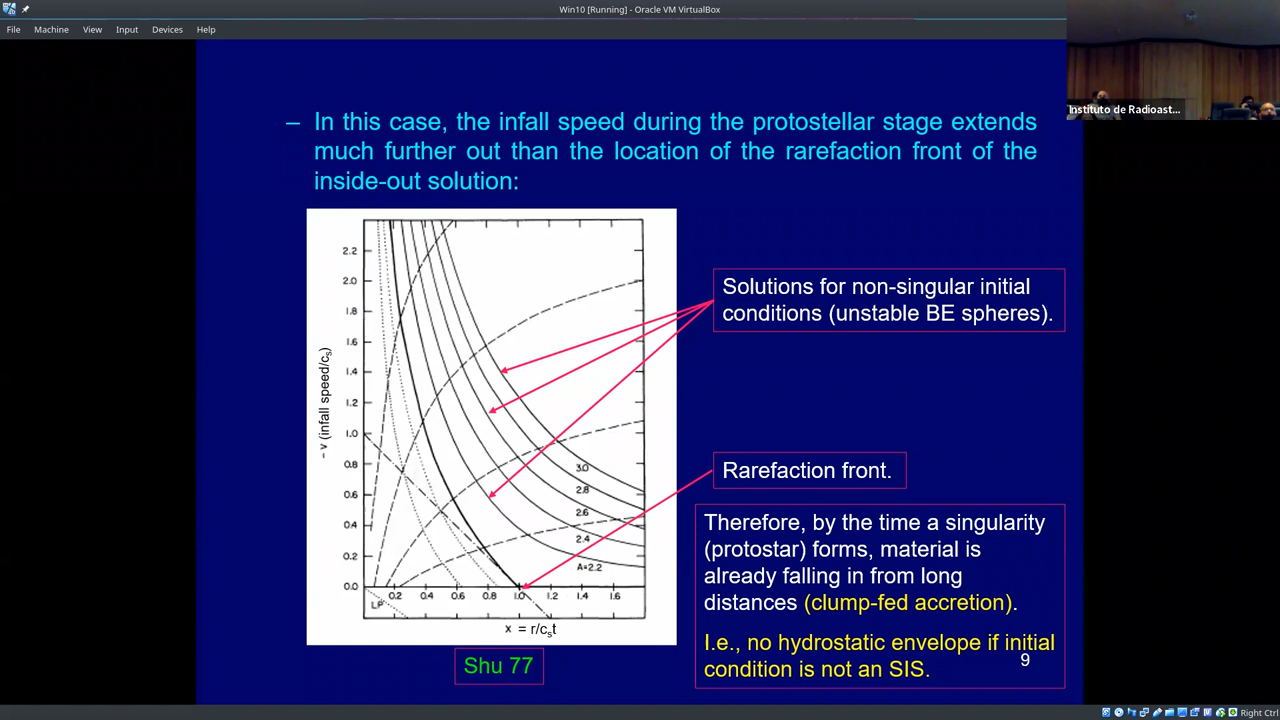 Win10 [Running] - Oracle VM VirtualBox
File Machine View Input Devices Help
Instituto de Radioast...
– In this case, the infall speed during the protostellar stage extends
much further out than the location of the rarefaction front of the
inside-out solution:
2.2
2.0
1.8
1.6
1.4
1.2
1.0
0.8
0.6
0.4
0.2
0.0
- v (infall speed/cs)
3.0
2.8
2.6
2.4
A=2.2
0.2 0.4 0.6 0.8 1.0 1.2 1.4 1.6
LP
x = r/cst
Shu 77
Solutions for non-singular initial
conditions (unstable BE spheres).
Rarefaction front.
Therefore, by the time a singularity
(protostar) forms, material is
already falling in from long
distances (clump-fed accretion).
I.e., no hydrostatic envelope if initial
condition is not an SIS.
9
Right Ctrl